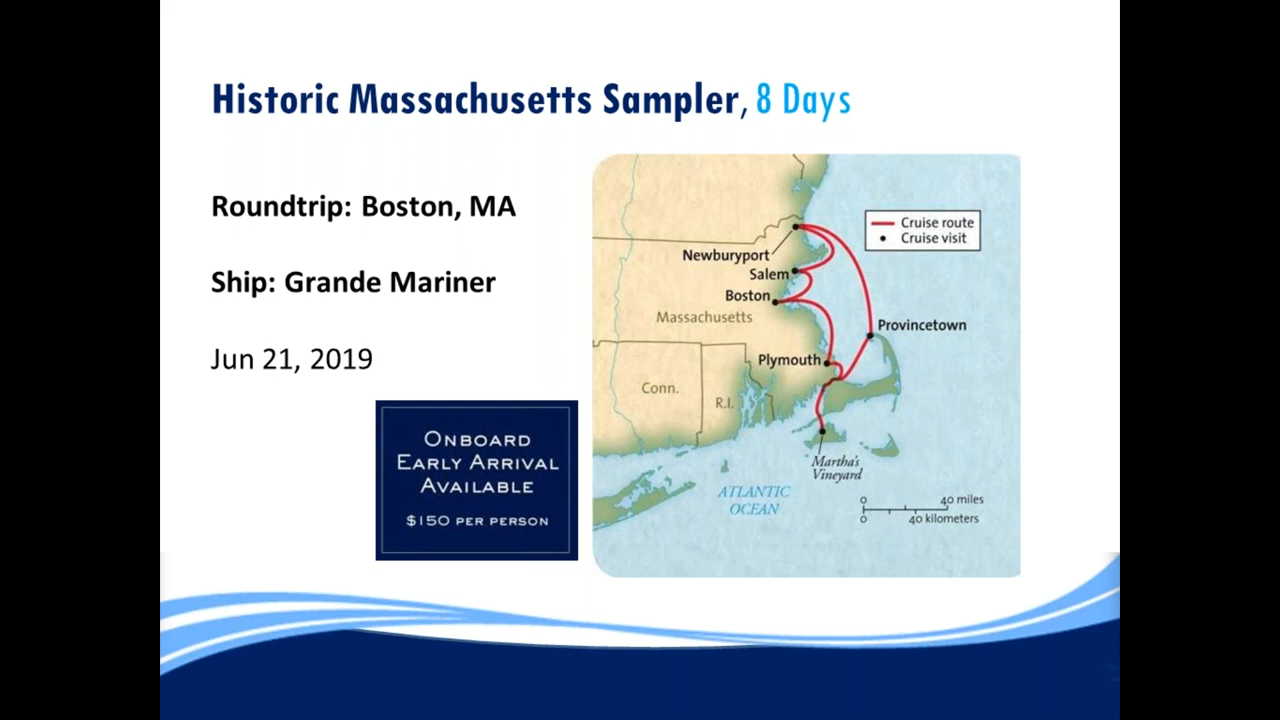 Historic Massachusetts Sampler, 8 Days
Roundtrip: Boston, MA
Ship: Grande Mariner
Jun 21, 2019
ONBOARD
EARLY ARRIVAL
AVAILABLE
$150 PER PERSON
Cruise route
Cruise visit
Newburyport
Salem
Boston
Massachusetts
Provincetown
Plymouth
Conn.
R.I.
Martha's
Vineyard
ATLANTIC
OCEAN
0 40 miles
0 40 kilometers